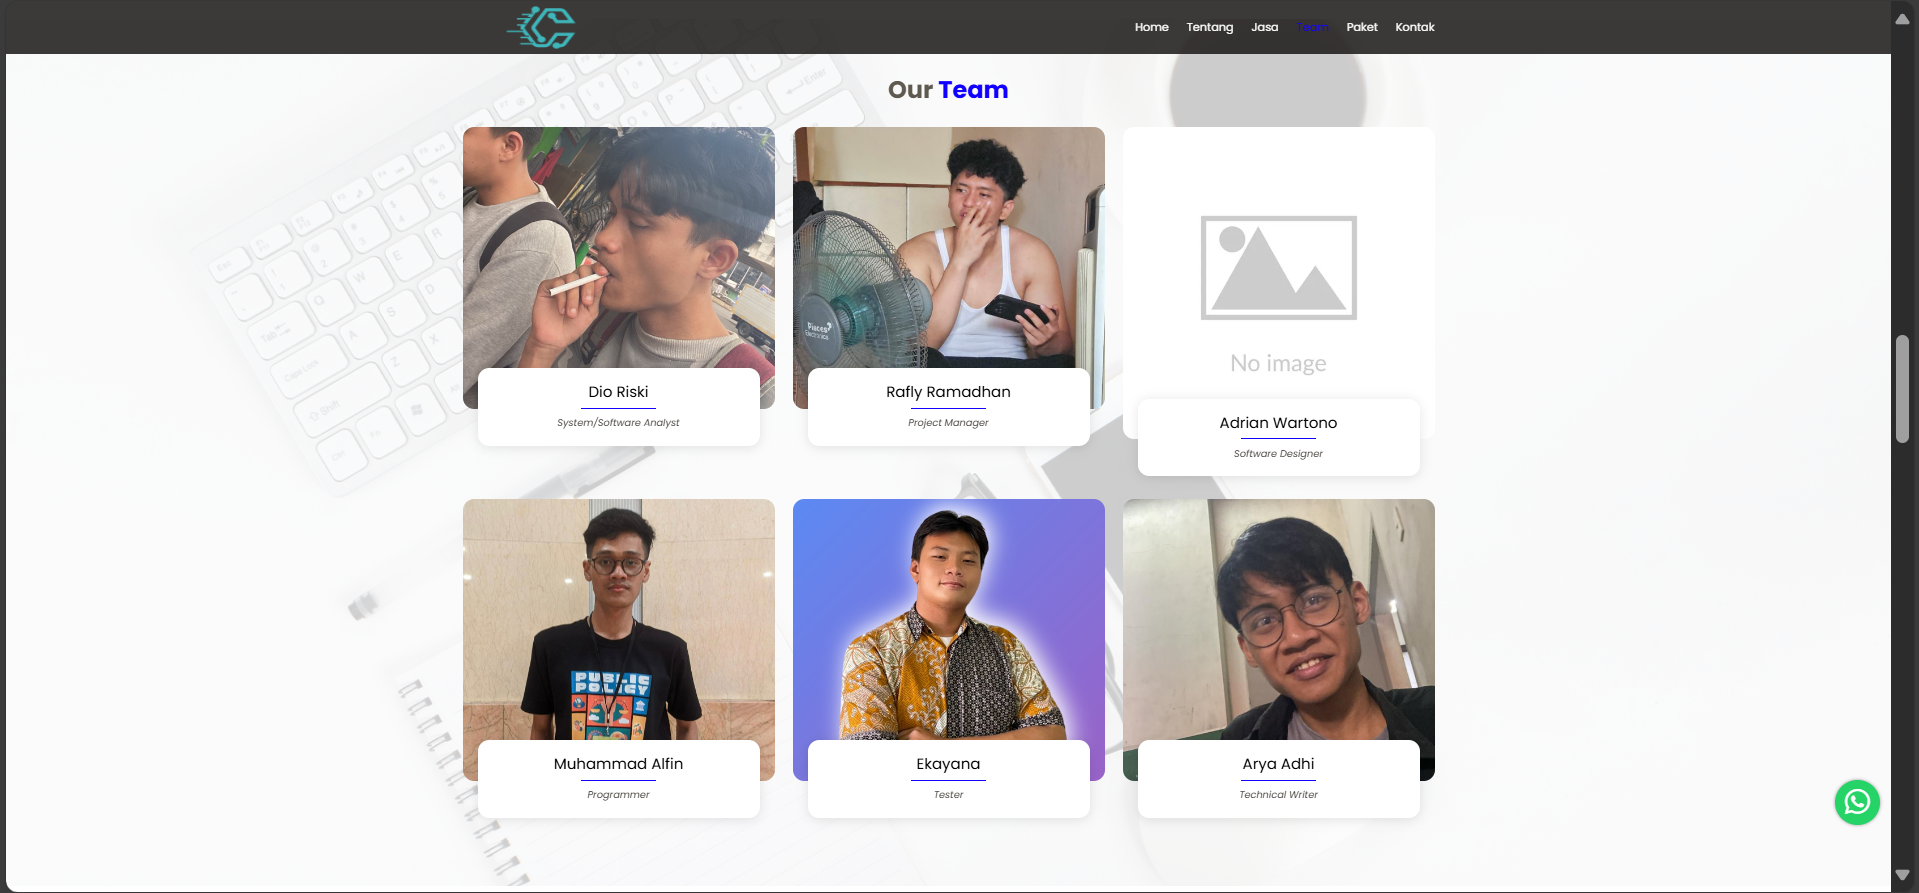 Home Tentang Jasa Team Paket Kontak
Our Team
Dio Riski
System/Software Analyst
Rafly Ramadhan
Project Manager
No image
Adrian Wartono
Software Designer
PUBLIC
POLICY
Muhammad Alfin
Programmer
Ekayana
Tester
Arya Adhi
Technical Writer